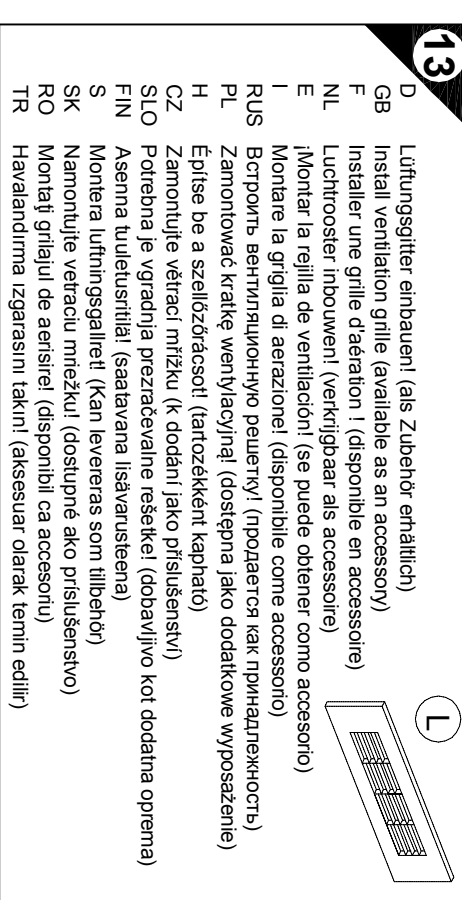 13
L
D Lüftungsgitter einbauen! (als Zubehör erhältlich)
GB Install ventilation grille (available as an accessory)
F Installer une grille d'aération ! (disponible en accessoire)
NL Luchtrooster inbouwen! (verkrijgbaar als accessoire)
E ¡Montar la rejilla de ventilación! (se puede obtener como accesorio)
I Montare la griglia di aerazione! (disponibile come accessorio)
RUS Встроить вентиляционную решетку! (продается как принадлежность)
PL Zamontować kratkę wentylacyjną! (dostępna jako dodatkowe wyposażenie)
H Építse be a szellőzőrácsot! (tartozékként kapható)
CZ Zamontujte větrací mřížku (k dodání jako příslušenství)
SLO Potrebna je vgradnja prezračevalne rešetke! (dobavljivo kot dodatna oprema)
FIN Asenna tuuletusritilä! (saatavana lisävarusteena)
S Montera luftningsgallret! (Kan levereras som tillbehör)
SK Namontujte vetraciu mriežku! (dostupné ako príslušenstvo)
RO Montaţi grilajul de aerisire! (disponibil ca accesoriu)
TR Havalandırma ızgarasını takın! (aksesuar olarak temin edilir)